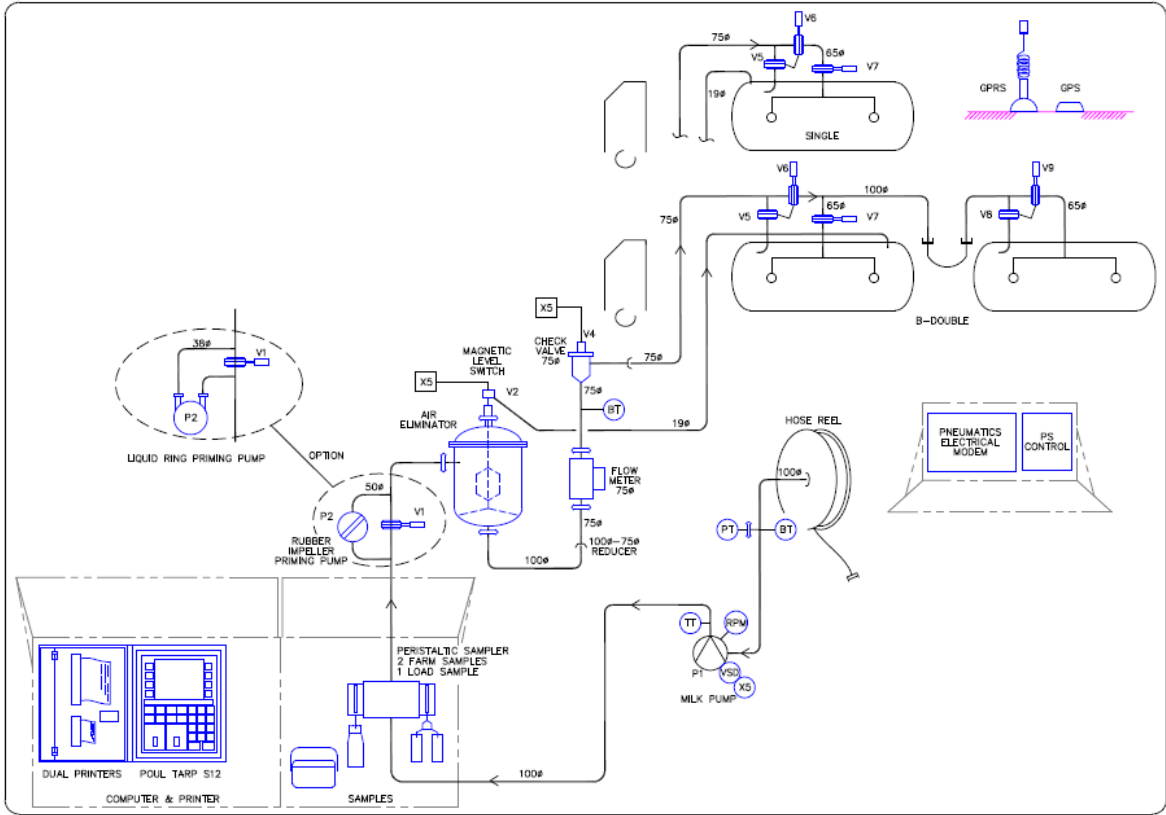 V6
75ø
V5
65ø
V7
19ø
SINGLE
GPRS
GPS
V6
V9
100ø
65ø
V5
V7
75ø
V8
65ø
B-DOUBLE
X5
V4
CHECK
VALVE
75ø
75ø
75ø
BT
MAGNETIC
LEVEL
SWITCH
X5
V2
AIR
ELIMINATOR
19ø
38ø
V1
P2
LIQUID RING PRIMING PUMP
OPTION
50ø
P2
V1
RUBBER
IMPELLER
PRIMING PUMP
FLOW
METER
75ø
75ø
100ø-75ø
REDUCER
100ø
HOSE REEL
100ø
PT
BT
PNEUMATICS
ELECTRICAL
MODEM
PS
CONTROL
TT
RPM
P1
VSD
X5
MILK PUMP
PERISTALTIC SAMPLER
2 FARM SAMPLES
1 LOAD SAMPLE
100ø
DUAL PRINTERS
POUL TARP S12
COMPUTER & PRINTER
SAMPLES